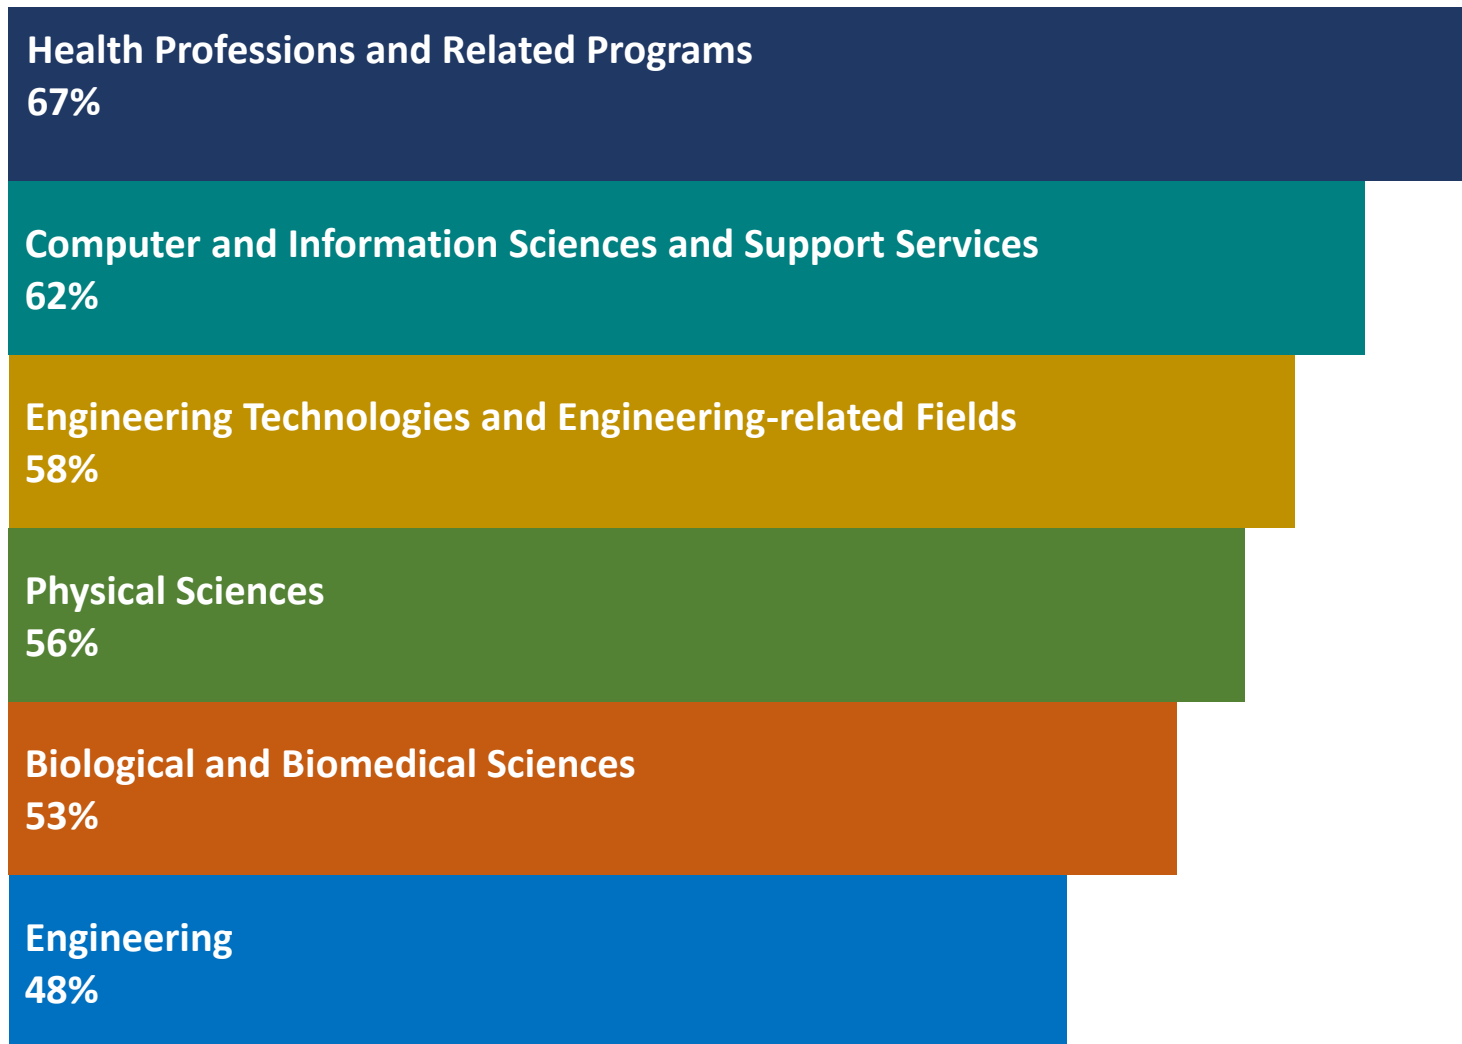 Health Professions and Related Programs
67%
Computer and Information Sciences and Support Services
62%
Engineering Technologies and Engineering-related Fields
58%
Physical Sciences
56%
Biological and Biomedical Sciences
53%
Engineering
48%